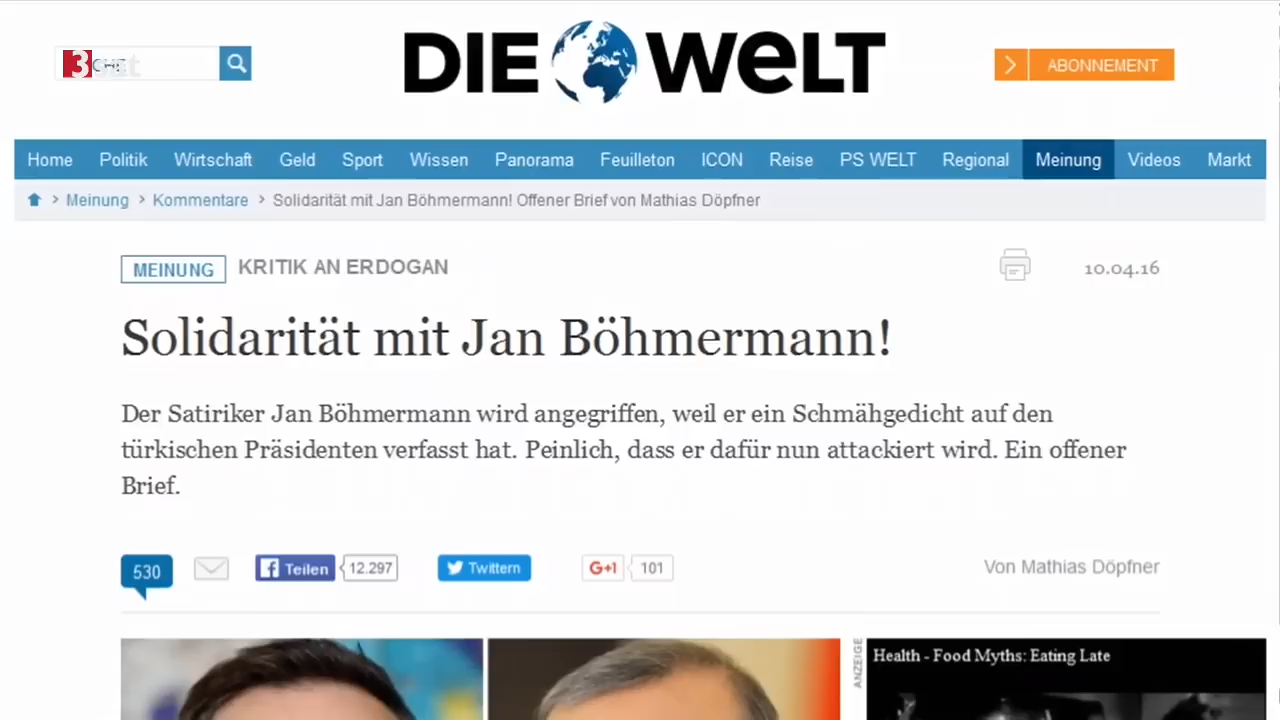 3sat
DIE WELT
ABONNEMENT
Home Politik Wirtschaft Geld Sport Wissen Panorama Feuilleton ICON Reise PS WELT Regional Meinung Videos Markt
Meinung > Kommentare > Solidarität mit Jan Böhmermann! Offener Brief von Mathias Döpfner
MEINUNG KRITIK AN ERDOGAN 10.04.16
Solidarität mit Jan Böhmermann!
Der Satiriker Jan Böhmermann wird angegriffen, weil er ein Schmähgedicht auf den
türkischen Präsidenten verfasst hat. Peinlich, dass er dafür nun attackiert wird. Ein offener
Brief.
530 Teilen 12.297 Twittern G+1 101 Von Mathias Döpfner
ANZEIGE
Health - Food Myths: Eating Late